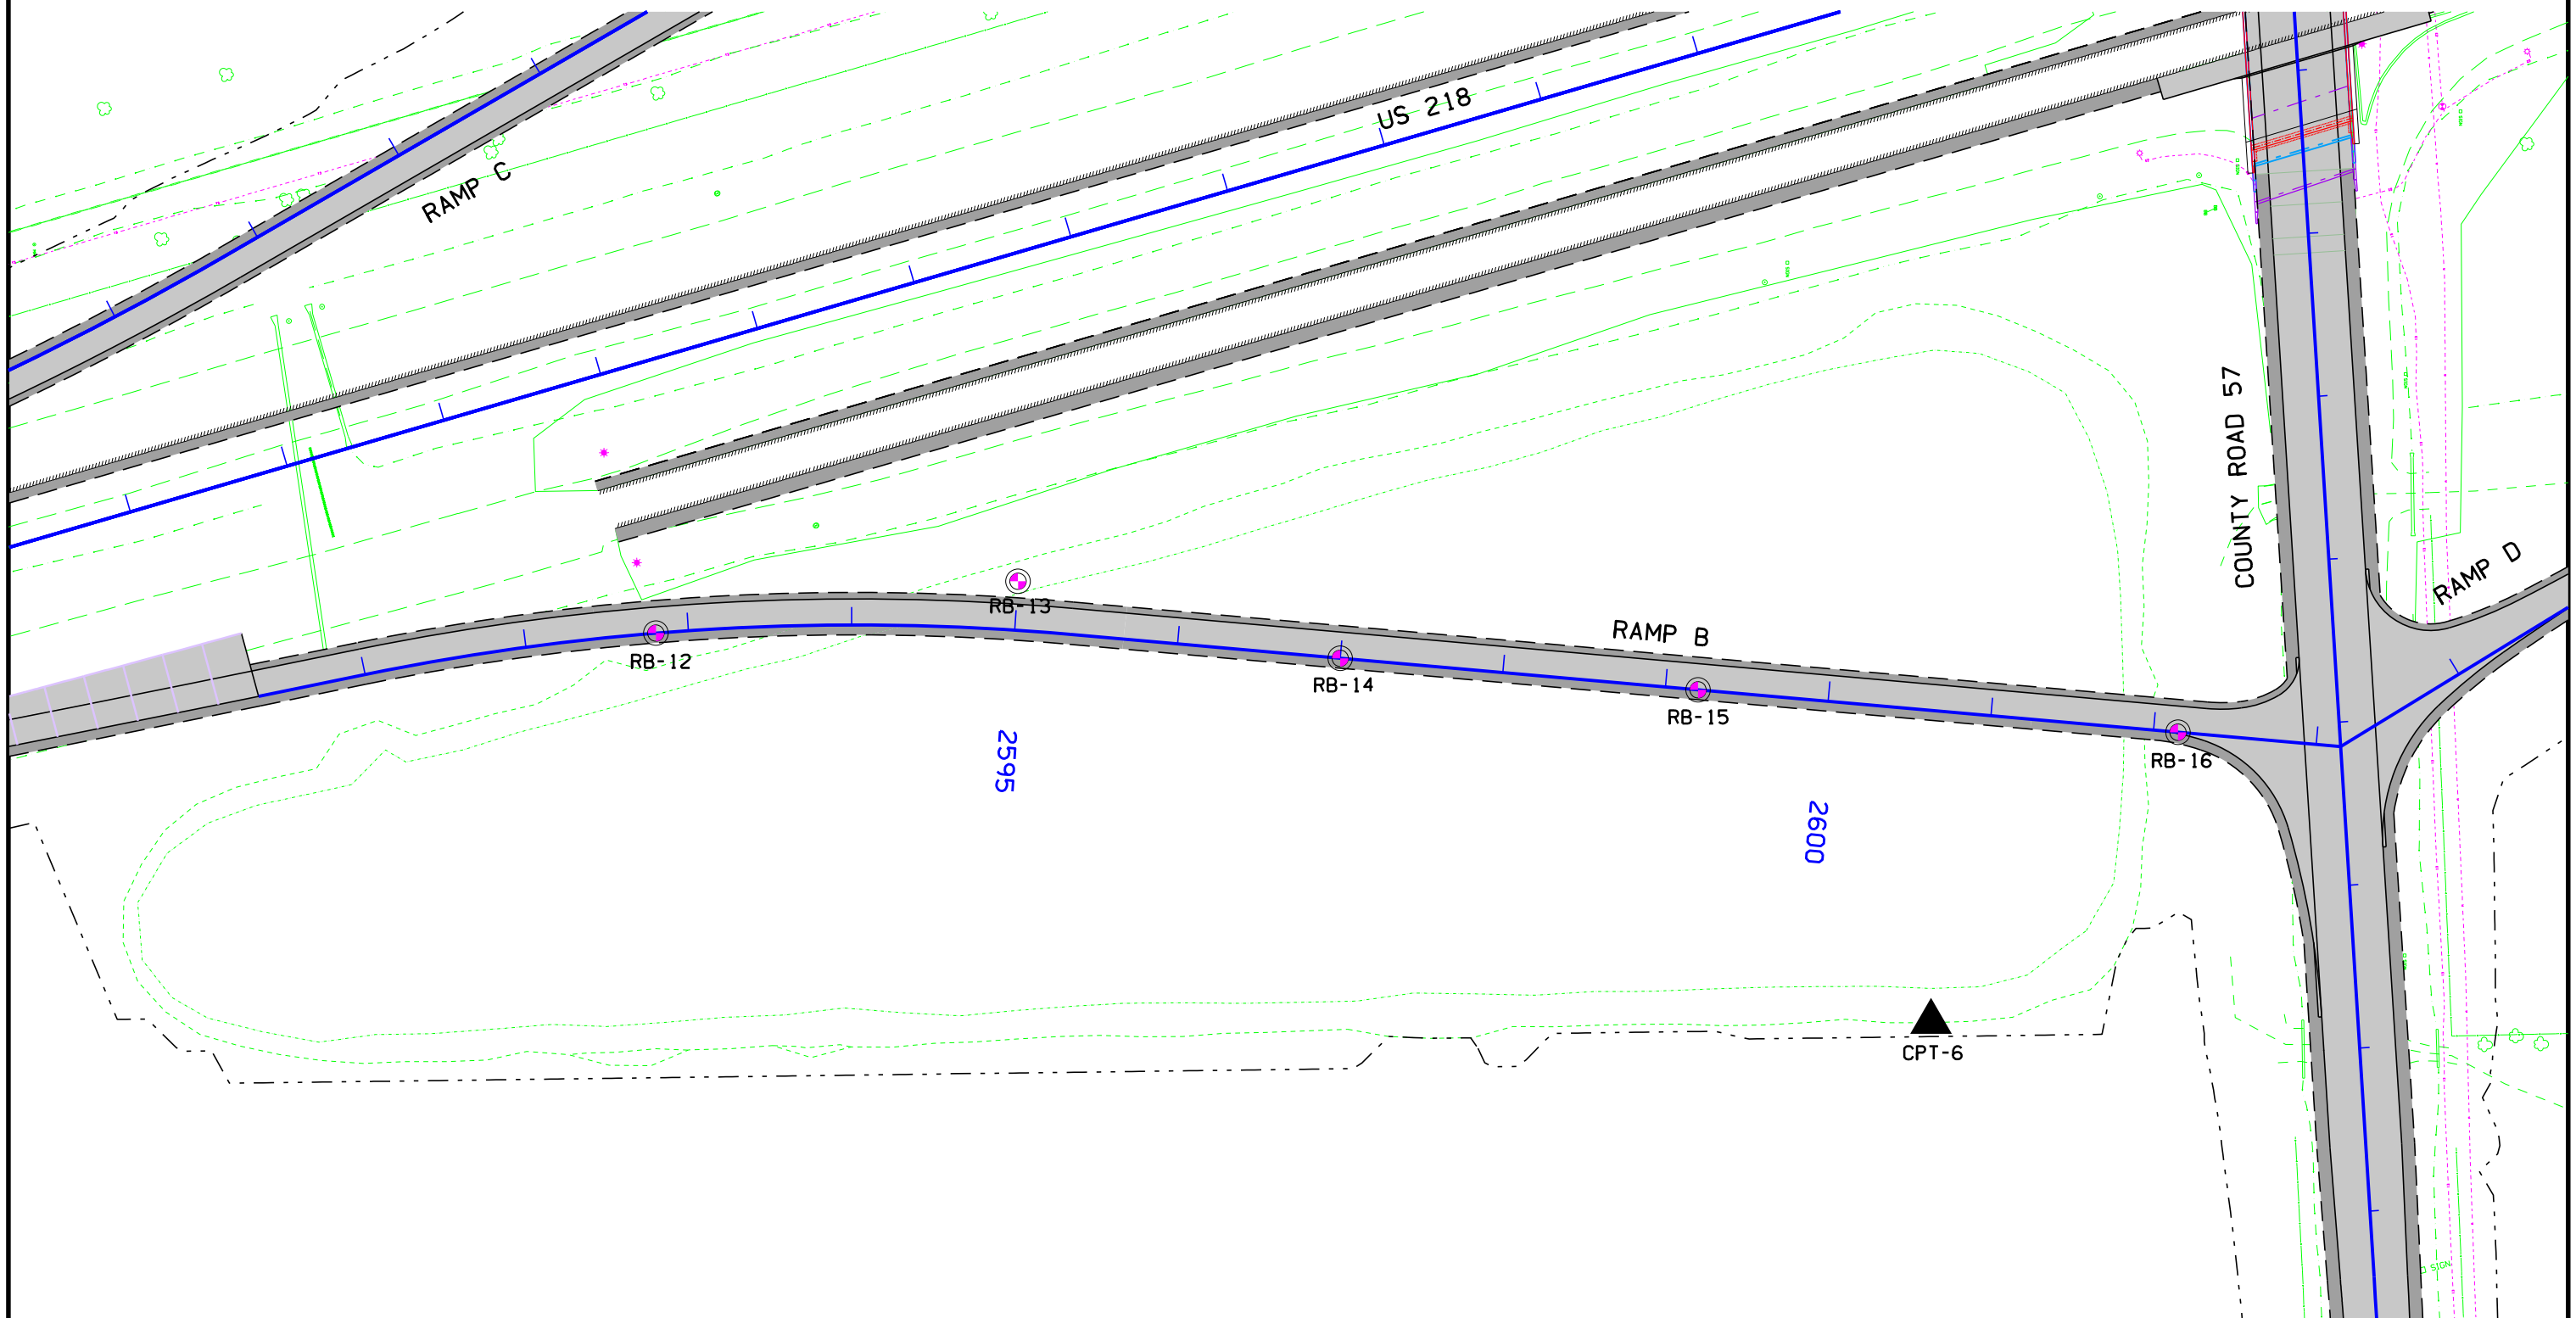 US 218
RAMP C
COUNTY ROAD 57
RAMP D
RB-13
RAMP B
RB-12
RB-14
RB-15
RB-16
2595
2600
CPT-6
SIGN